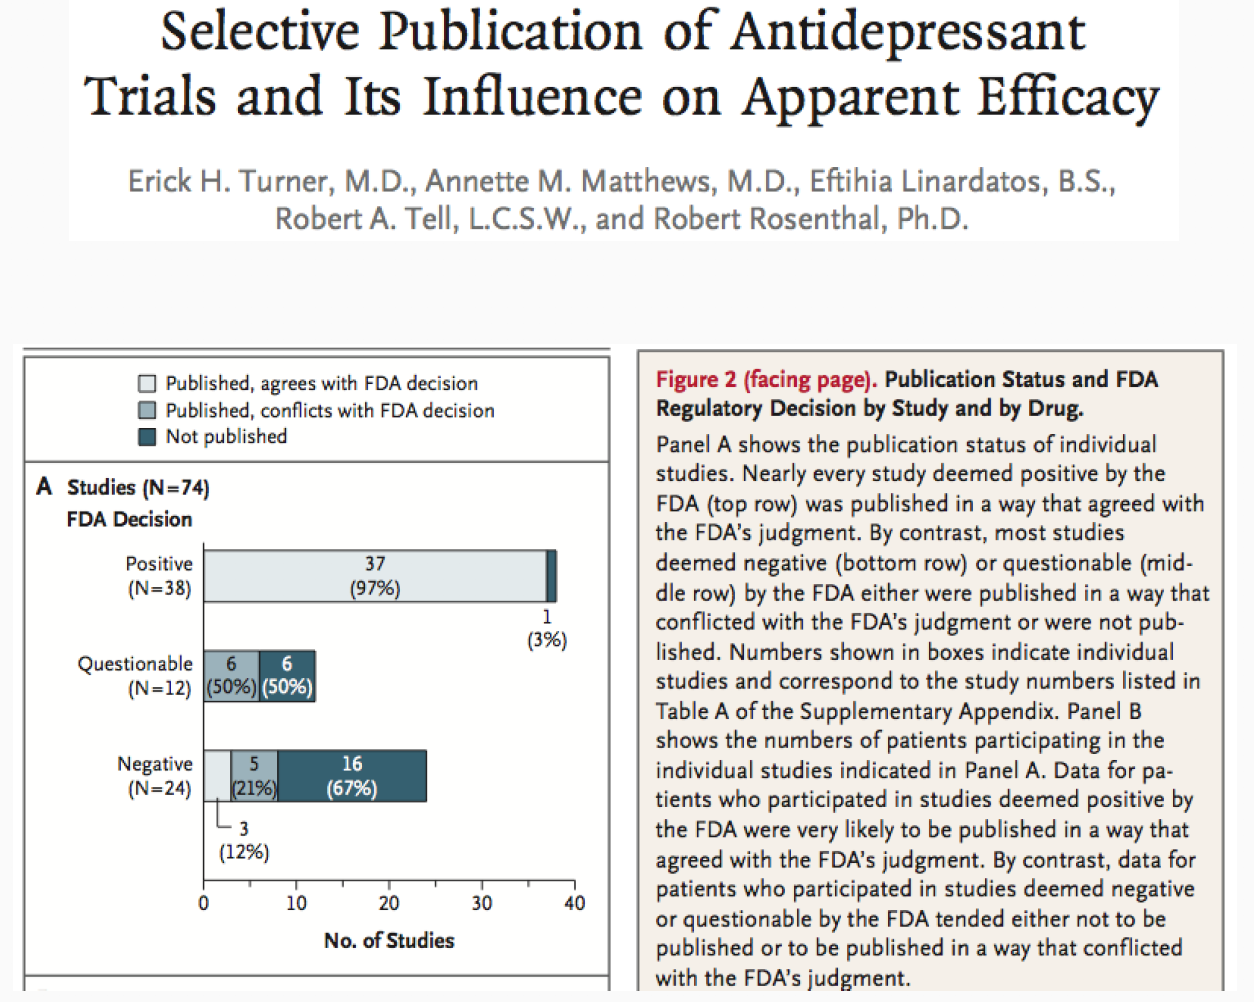 Selective Publication of Antidepressant
Trials and Its Influence on Apparent Efficacy
Erick H. Turner, M.D., Annette M. Matthews, M.D., Eftihia Linardatos, B.S.,
Robert A. Tell, L.C.S.W., and Robert Rosenthal, Ph.D.
Published, agrees with FDA decision
Published, conflicts with FDA decision
Not published
A Studies (N=74)
FDA Decision
Positive
(N=38)
37
(97%)
1
(3%)
Questionable
(N=12)
6
(50%)
6
(50%)
Negative
(N=24)
5
(21%)
16
(67%)
3
(12%)
0 10 20 30 40
No. of Studies
Figure 2 (facing page). Publication Status and FDA
Regulatory Decision by Study and by Drug.
Panel A shows the publication status of individual
studies. Nearly every study deemed positive by the
FDA (top row) was published in a way that agreed with
the FDA's judgment. By contrast, most studies
deemed negative (bottom row) or questionable (mid-
dle row) by the FDA either were published in a way that
conflicted with the FDA's judgment or were not pub-
lished. Numbers shown in boxes indicate individual
studies and correspond to the study numbers listed in
Table A of the Supplementary Appendix. Panel B
shows the numbers of patients participating in the
individual studies indicated in Panel A. Data for pa-
tients who participated in studies deemed positive by
the FDA were very likely to be published in a way that
agreed with the FDA's judgment. By contrast, data for
patients who participated in studies deemed negative
or questionable by the FDA tended either not to be
published or to be published in a way that conflicted
with the FDA's judgment.